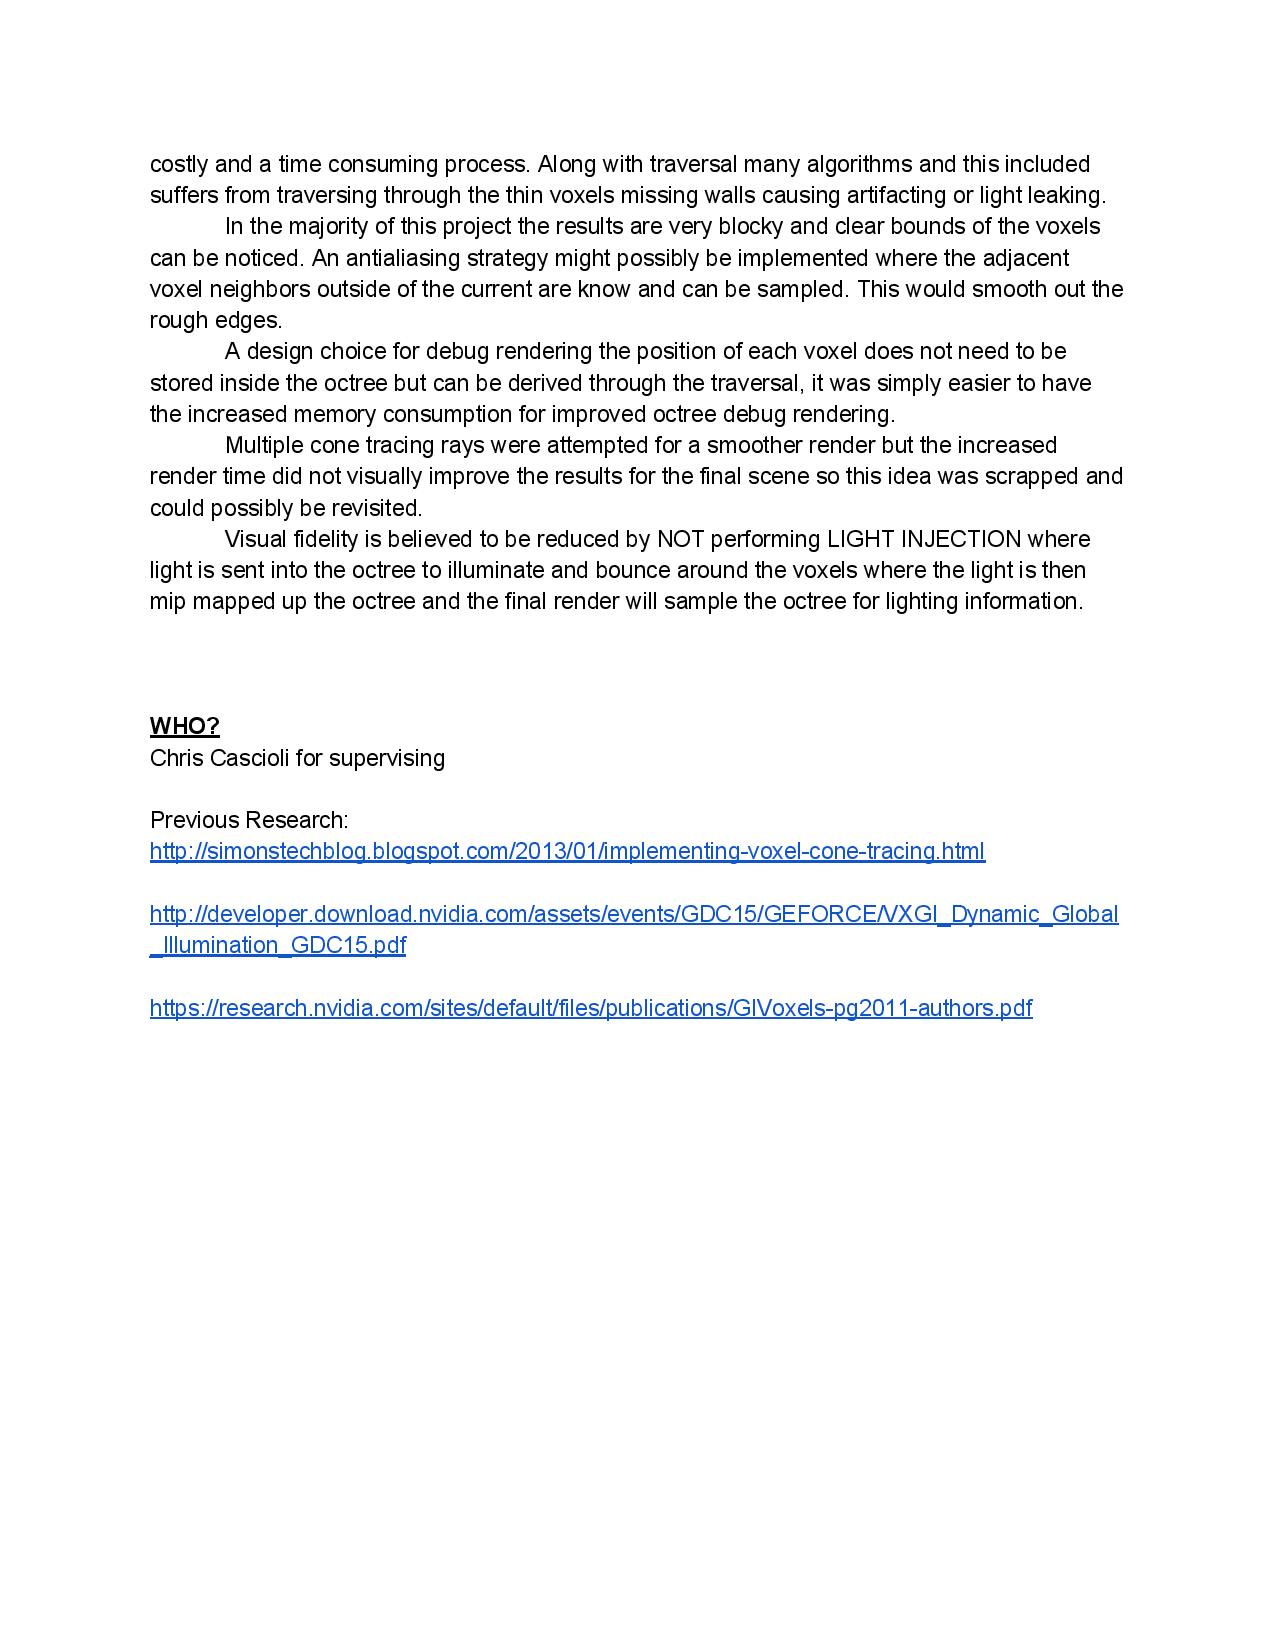 costly and a time consuming process. Along with traversal many algorithms and this included
suffers from traversing through the thin voxels missing walls causing artifacting or light leaking.
In the majority of this project the results are very blocky and clear bounds of the voxels
can be noticed. An antialiasing strategy might possibly be implemented where the adjacent
voxel neighbors outside of the current are know and can be sampled. This would smooth out the
rough edges.
A design choice for debug rendering the position of each voxel does not need to be
stored inside the octree but can be derived through the traversal, it was simply easier to have
the increased memory consumption for improved octree debug rendering.
Multiple cone tracing rays were attempted for a smoother render but the increased
render time did not visually improve the results for the final scene so this idea was scrapped and
could possibly be revisited.
Visual fidelity is believed to be reduced by NOT performing LIGHT INJECTION where
light is sent into the octree to illuminate and bounce around the voxels where the light is then
mip mapped up the octree and the final render will sample the octree for lighting information.
WHO?
Chris Cascioli for supervising
Previous Research:
http://simonstechblog.blogspot.com/2013/01/implementing-voxel-cone-tracing.html
http://developer.download.nvidia.com/assets/events/GDC15/GEFORCE/VXGI_Dynamic_Global
_Illumination_GDC15.pdf
https://research.nvidia.com/sites/default/files/publications/GIVoxels-pg2011-authors.pdf